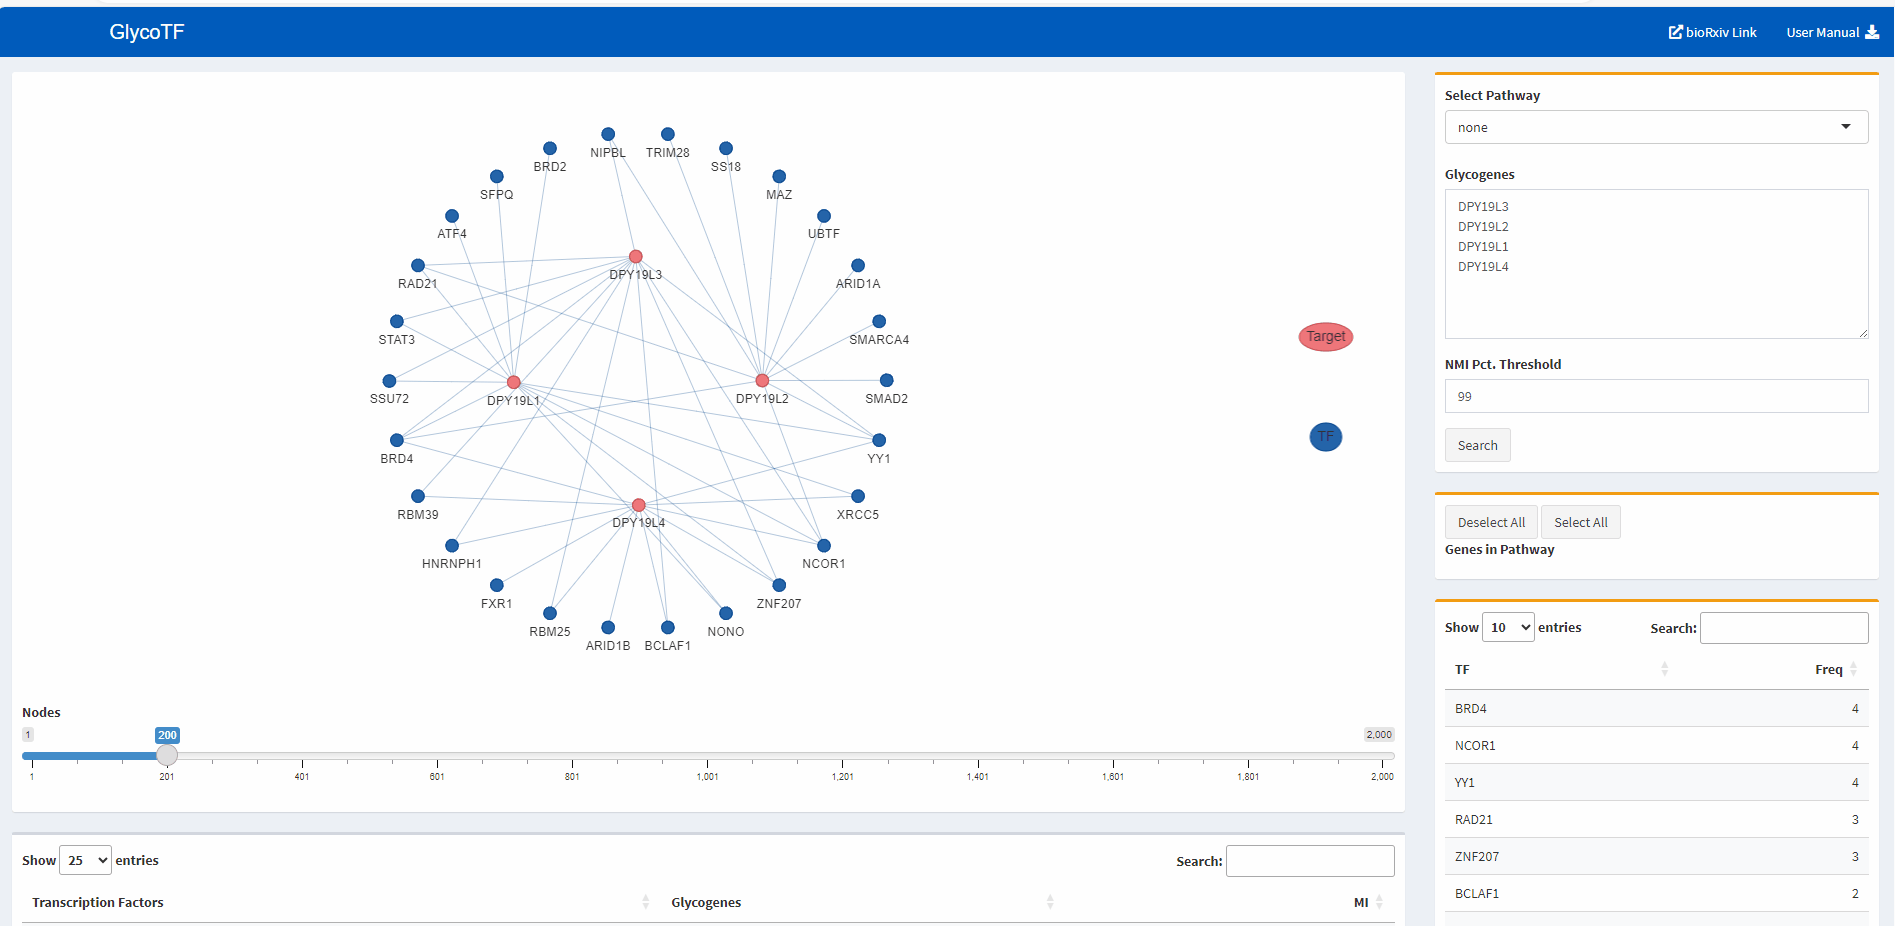 GlycoTF
bioRxiv Link
User Manual
NIPBL
TRIM28
BRD2
SS18
SFPQ
MAZ
ATF4
UBTF
DPY19L3
RAD21
ARID1A
STAT3
SMARCA4
SSU72
DPY19L1
DPY19L2
SMAD2
BRD4
YY1
RBM39
DPY19L4
XRCC5
HNRNPH1
NCOR1
FXR1
ZNF207
RBM25
NONO
ARID1B
BCLAF1
Target
TF
Nodes
1
200
2,000
1 201 401 601 801 1,001 1,201 1,401 1,601 1,801 2,000
Show 25 entries
Search:
Transcription Factors Glycogenes MI
Select Pathway
none
Glycogenes
DPY19L3
DPY19L2
DPY19L1
DPY19L4
NMI Pct. Threshold
99
Search
Deselect All Select All
Genes in Pathway
Show 10 entries Search:
TF Freq
BRD4 4
NCOR1 4
YY1 4
RAD21 3
ZNF207 3
BCLAF1 2